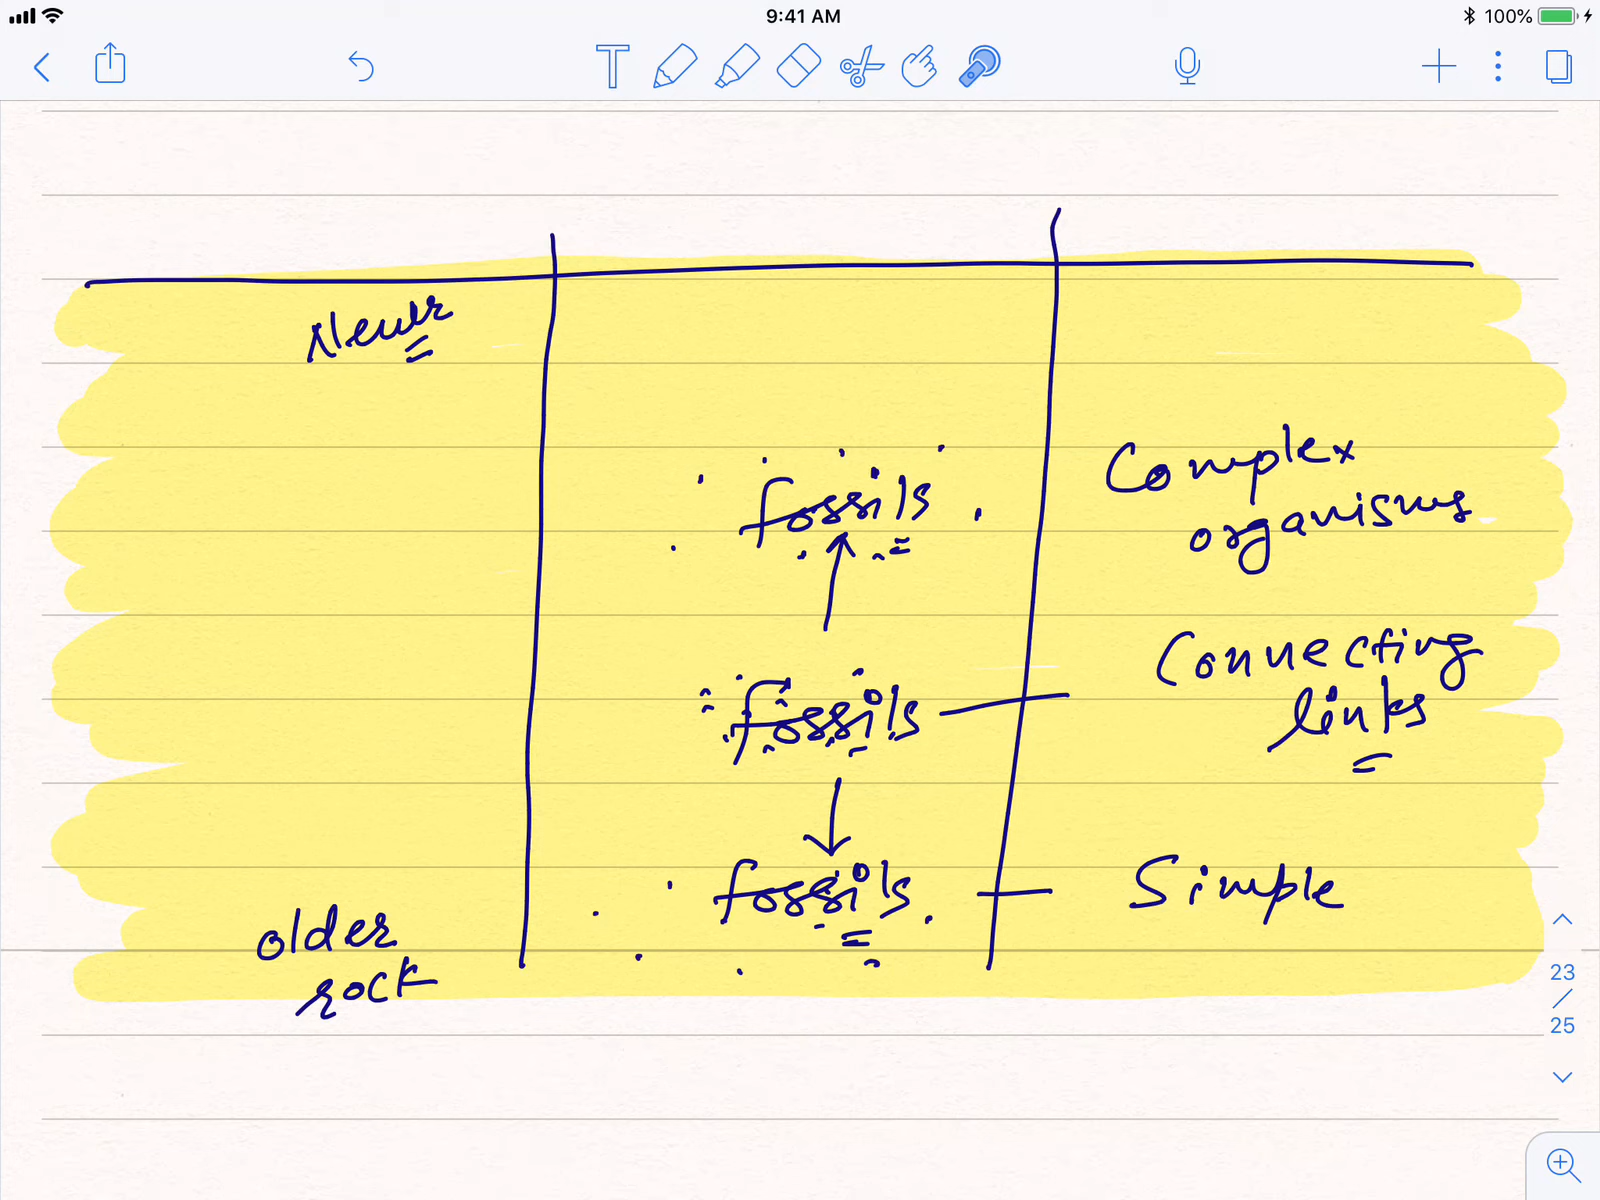 9:41 AM
100%
T
Newer
fossils
Complex
organisms
fossils
Connecting
links
fossils
Simple
older
rock
23
/
25